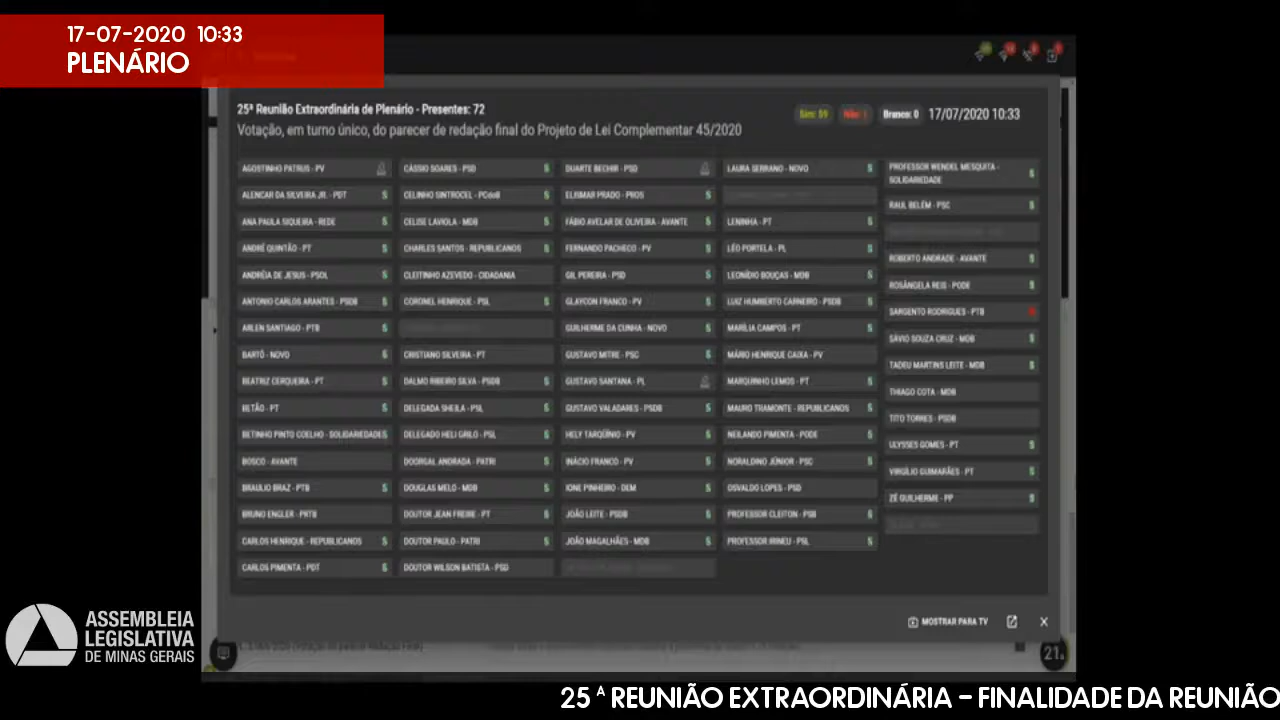 17-07-2020 10:33
PLENÁRIO
25ª Reunião Extraordinária de Plenário - Presentes: 72
Sim: 59 Não: 1 Branco: 0 17/07/2020 10:33
Votação, em turno único, do parecer de redação final do Projeto de Lei Complementar 45/2020
AGOSTINHO PATRUS - PV
ALENCAR DA SILVEIRA JR. - PDT S
ANA PAULA SIQUEIRA - REDE S
ANDRÉ QUINTÃO - PT S
ANDRÉIA DE JESUS - PSOL S
ANTONIO CARLOS ARANTES - PSDB S
ARLEN SANTIAGO - PTB S
BARTÔ - NOVO S
BEATRIZ CERQUEIRA - PT S
BETÃO - PT S
BETINHO PINTO COELHO - SOLIDARIEDADE S
BOSCO - AVANTE
BRAULIO BRAZ - PTB S
BRUNO ENGLER - PRTB
CARLOS HENRIQUE - REPUBLICANOS S
CARLOS PIMENTA - PDT S
CÁSSIO SOARES - PSD S
CELINHO SINTROCEL - PCdoB S
CELISE LAVIOLA - MDB S
CHARLES SANTOS - REPUBLICANOS S
CLEITINHO AZEVEDO - CIDADANIA
CORONEL HENRIQUE - PSL S
CRISTIANO SILVEIRA - PT
DALMO RIBEIRO SILVA - PSDB S
DELEGADA SHEILA - PSL S
DELEGADO HELI GRILO - PSL S
DOORGAL ANDRADA - PATRI S
DOUGLAS MELO - MDB S
DOUTOR JEAN FREIRE - PT S
DOUTOR PAULO - PATRI S
DOUTOR WILSON BATISTA - PSD
DUARTE BECHIR - PSD
ELISMAR PRADO - PROS S
FÁBIO AVELAR DE OLIVEIRA - AVANTE S
FERNANDO PACHECO - PV S
GIL PEREIRA - PSD S
GLAYCON FRANCO - PV S
GUILHERME DA CUNHA - NOVO S
GUSTAVO MITRE - PSC S
GUSTAVO SANTANA - PL
GUSTAVO VALADARES - PSDB S
HELY TARQÜÍNIO - PV S
INÁCIO FRANCO - PV S
IONE PINHEIRO - DEM S
JOÃO LEITE - PSDB S
JOÃO MAGALHÃES - MDB S
LAURA SERRANO - NOVO S
LENINHA - PT S
LÉO PORTELA - PL S
LEONÍDIO BOUÇAS - MDB S
LUIZ HUMBERTO CARNEIRO - PSDB S
MARÍLIA CAMPOS - PT S
MÁRIO HENRIQUE CAIXA - PV
MARQUINHO LEMOS - PT S
MAURO TRAMONTE - REPUBLICANOS S
NEILANDO PIMENTA - PODE S
NORALDINO JÚNIOR - PSC S
OSVALDO LOPES - PSD
PROFESSOR CLEITON - PSB S
PROFESSOR IRINEU - PSL S
PROFESSOR WENDEL MESQUITA -
SOLIDARIEDADE S
RAUL BELÉM - PSC S
ROBERTO ANDRADE - AVANTE S
ROSÂNGELA REIS - PODE S
SARGENTO RODRIGUES - PTB
SÁVIO SOUZA CRUZ - MDB S
TADEU MARTINS LEITE - MDB S
THIAGO COTA - MDB
TITO TORRES - PSDB
ULYSSES GOMES - PT S
VIRGÍLIO GUIMARÃES - PT S
ZÉ GUILHERME - PP S
MOSTRAR PARA TV
21
ASSEMBLEIA
LEGISLATIVA
DE MINAS GERAIS
25 ª REUNIÃO EXTRAORDINÁRIA - FINALIDADE DA REUNIÃO